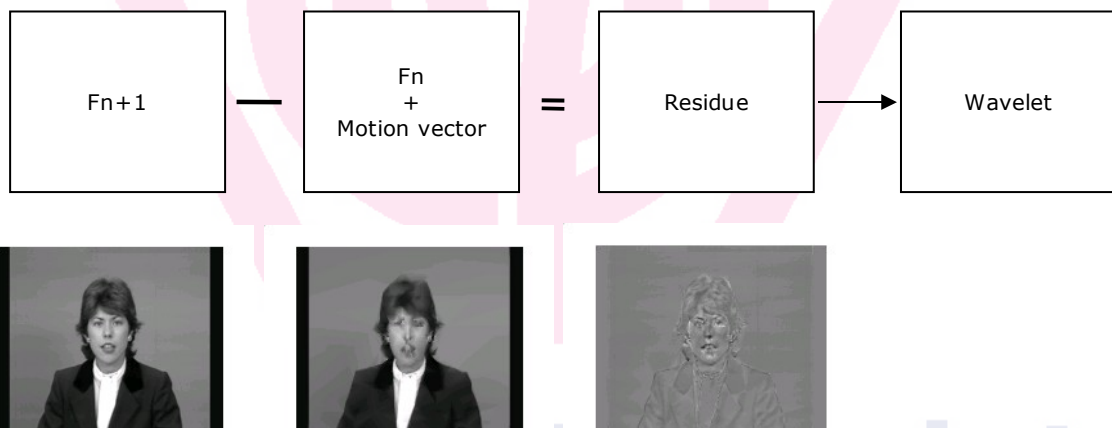 Fn+1
—
Fn
+
Motion vector
=
Residue
Wavelet